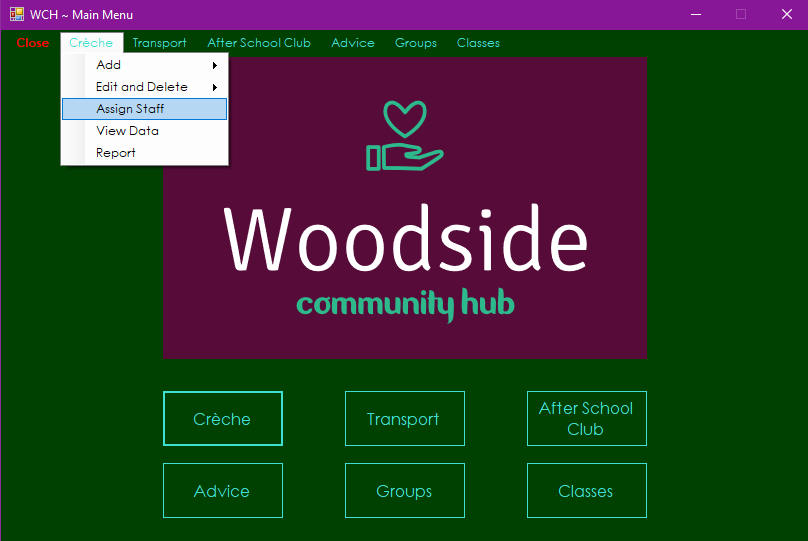 WCH ~ Main Menu
Close Crèche Transport After School Club Advice Groups Classes
Add
Edit and Delete
Assign Staff
View Data
Report
Woodside
community hub
Crèche Transport After School Club
Advice Groups Classes